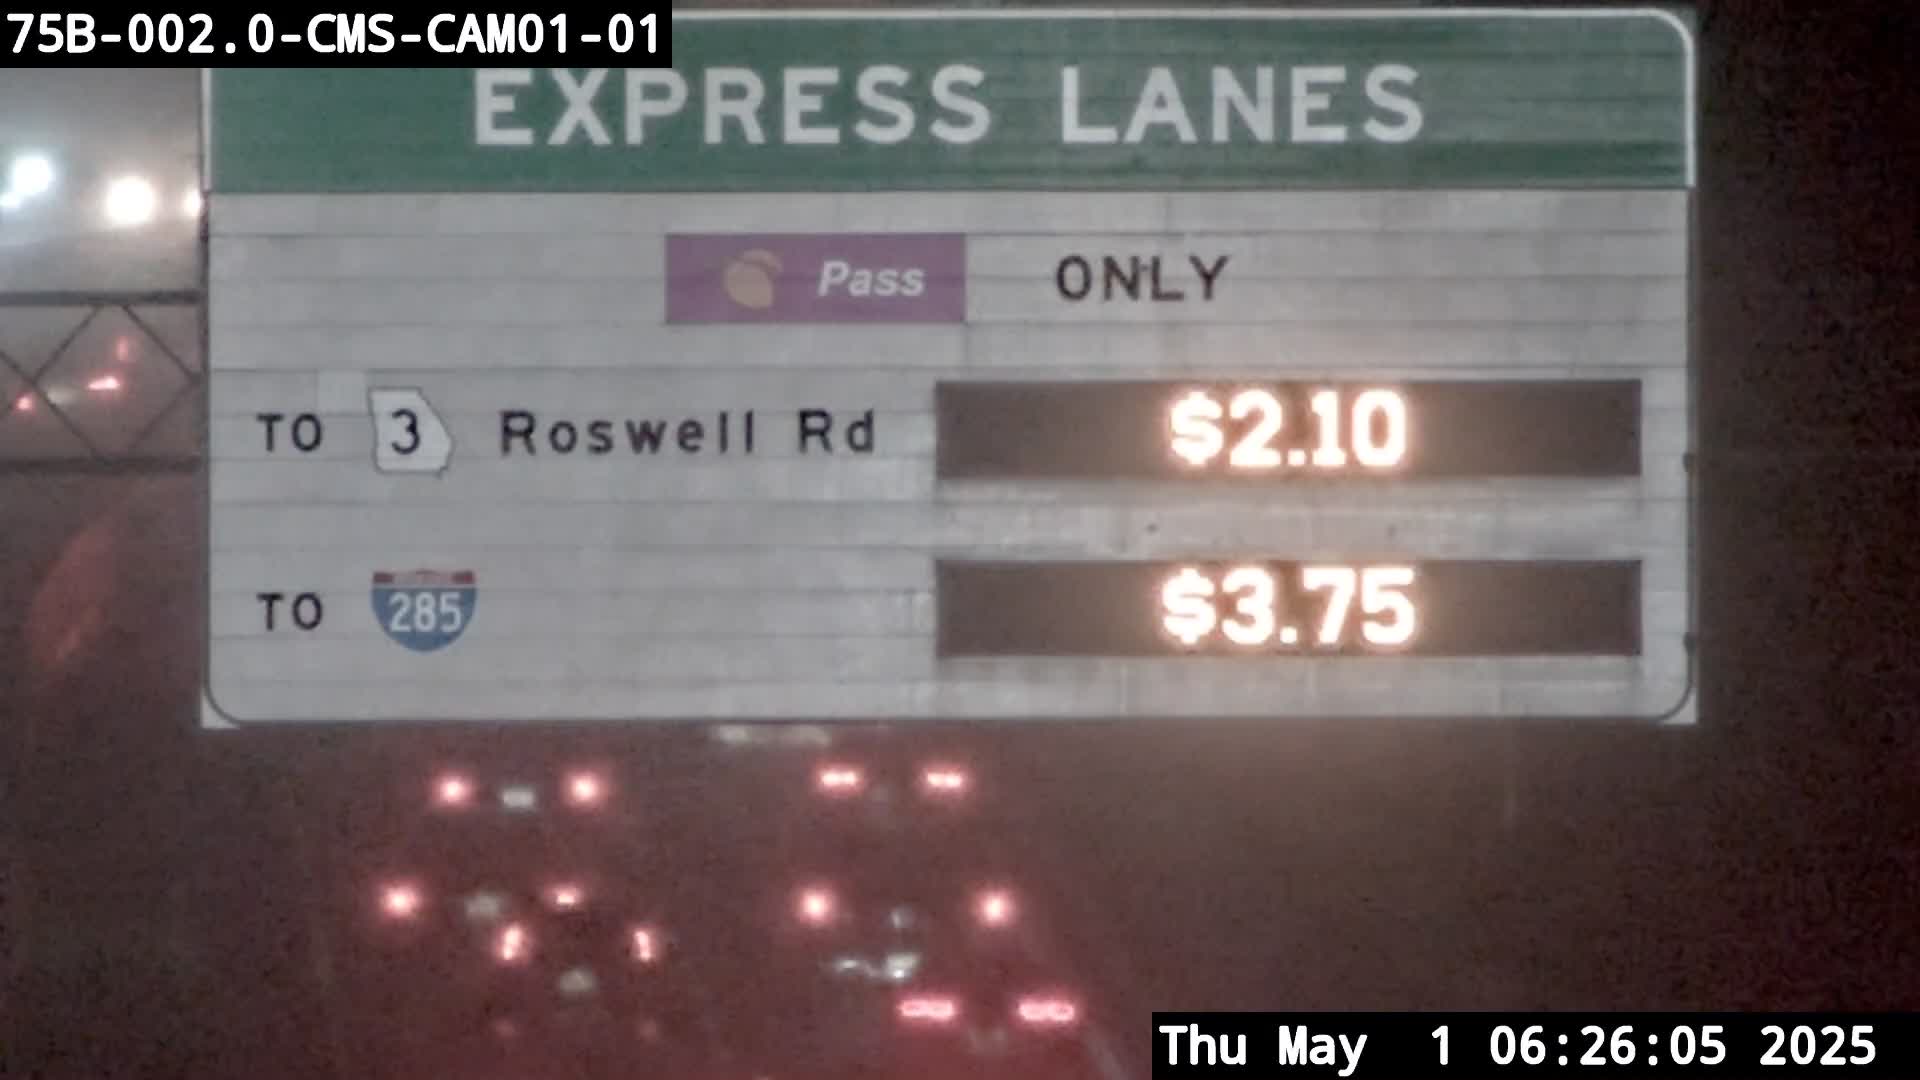 75B-002.0-CMS-CAM01-01
EXPRESS LANES
Pass ONLY
TO 3 Roswell Rd $2.10
TO 285 $3.75
Thu May 1 06:26:05 2025